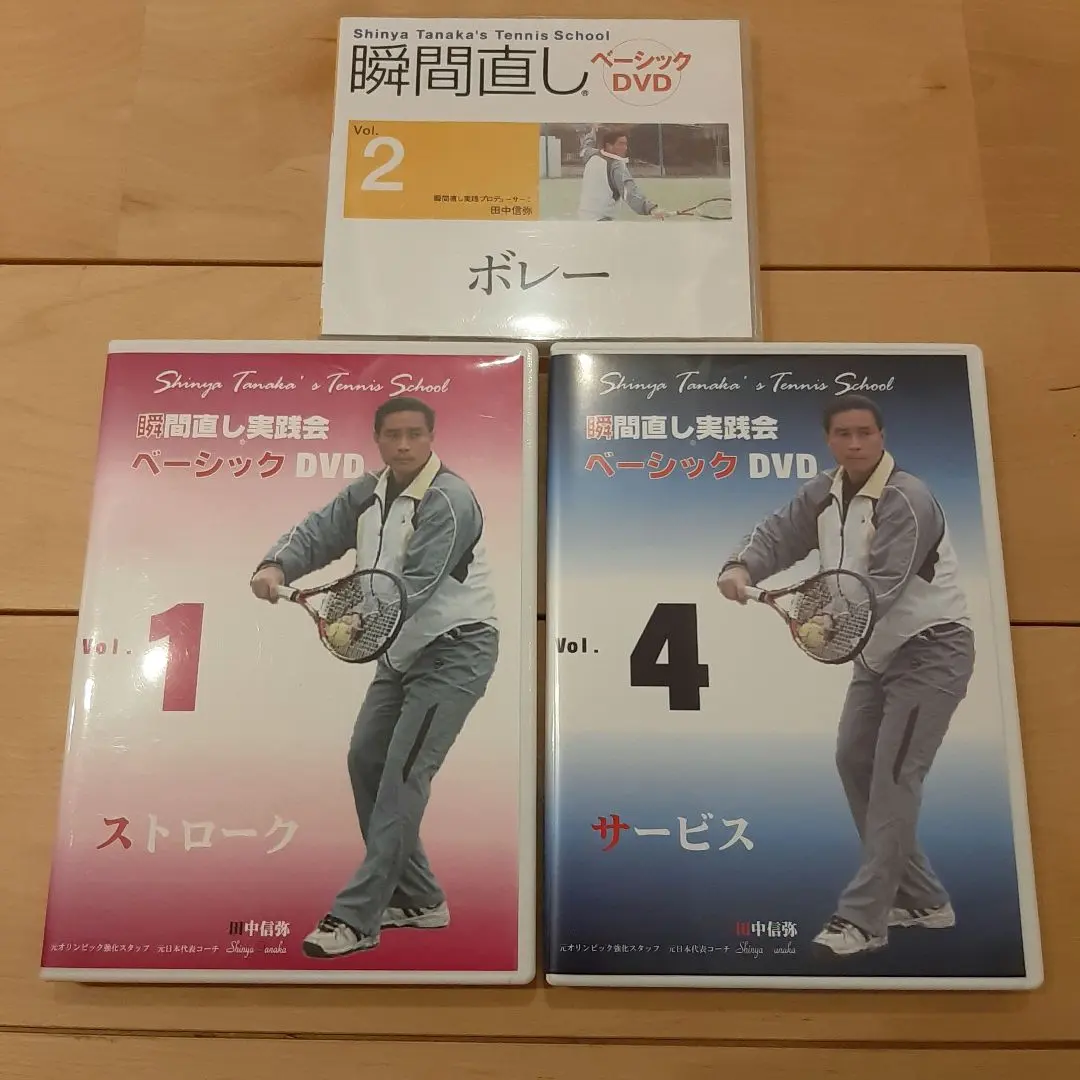 Shinya Tanaka's Tennis School
瞬間直し®
ベーシック
DVD
Vol.
2
瞬間直し実践プロデューサー：
田中信弥
ボレー
Shinya Tanaka's Tennis School
瞬間直し®実践会
ベーシック DVD
Vol. 1
ストローク
田中信弥
元オリンピック強化スタッフ 元日本代表コーチ Shinya anaka
Shinya Tanaka's Tennis School
瞬間直し®実践会
ベーシック DVD
Vol. 4
サービス
田中信弥
元オリンピック強化スタッフ 元日本代表コーチ Shinya anaka